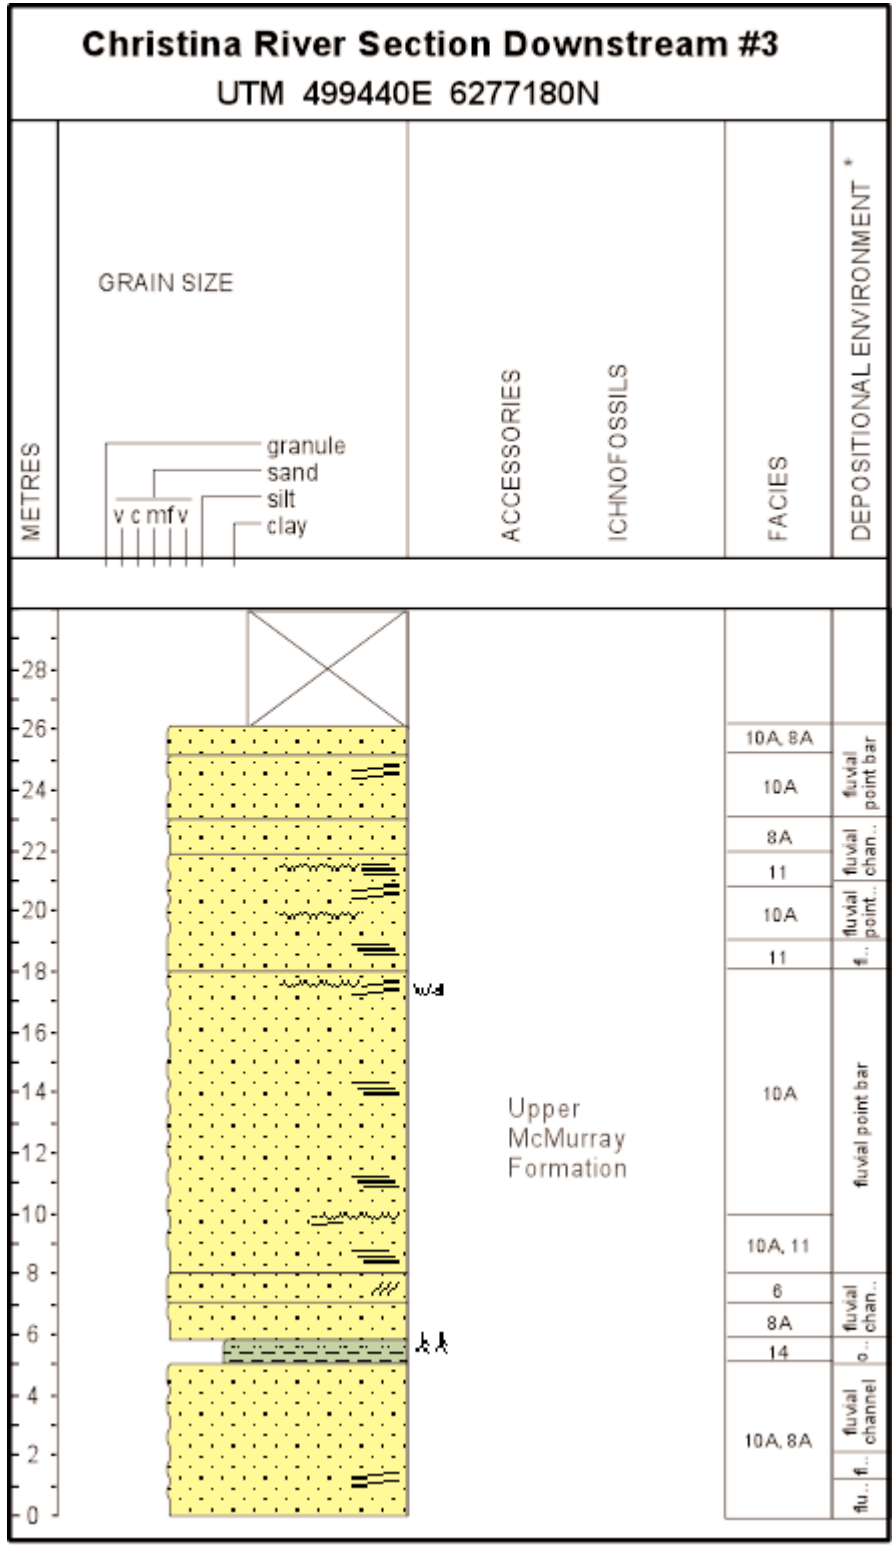 Christina River Section Downstream #3
UTM 499440E 6277180N
METRES
GRAIN SIZE
granule
sand
silt
clay
v c mf v
ACCESSORIES
ICHNOFOSSILS
FACIES
DEPOSITIONAL ENVIRONMENT *
28
26
24
22
20
18
16
14
12
10
8
6
4
2
0
Upper
McMurray
Formation
10A, 8A
10A
8A
11
10A
11
10A
10A, 11
6
8A
14
10A, 8A
fluvial
point bar
fluvial
chan..
fluvial
point..
fl..
fluvial point bar
fluvial
chan..
o..
fluvial
channel
fl..
flu..